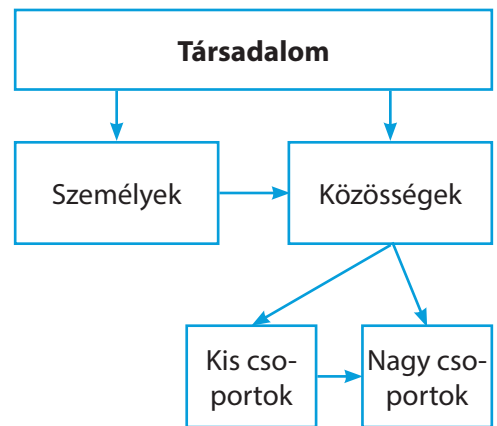 Társadalom
Személyek
Közösségek
Kis cso-
portok
Nagy cso-
portok